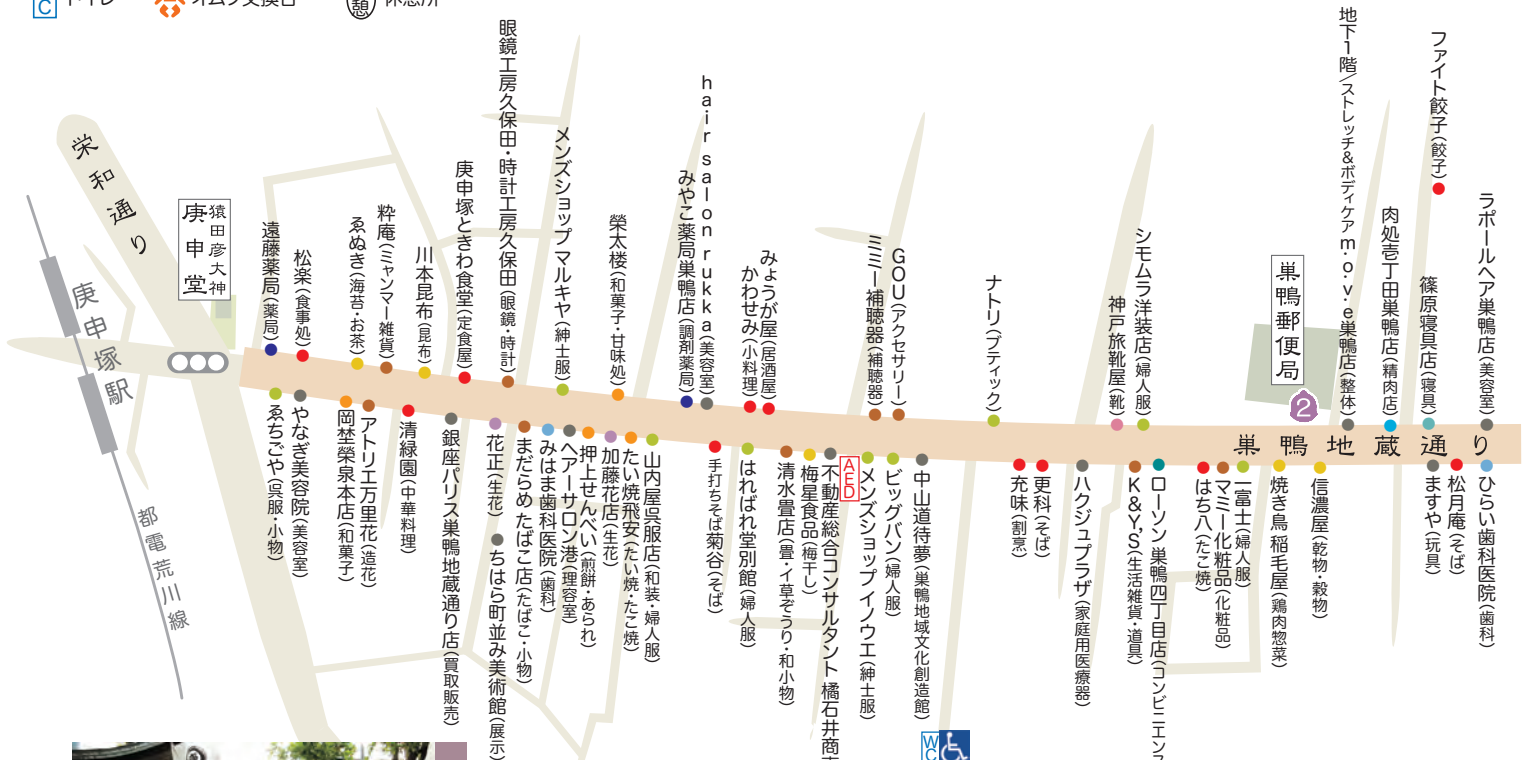 トイレ
休憩所
栄和通り
庚申塚駅
都電荒川線
猿田彦大神
庚申堂
遠藤薬局(薬局)
松楽(食事処)
ゑぬき(海苔・お茶)
粋庵(ミャンマー雑貨)
川本昆布(昆布)
庚申塚ときわ食堂(定食屋)
眼鏡工房久保田・時計工房久保田(眼鏡・時計)
メンズショップ マルキヤ(紳士服)
榮太楼(和菓子・甘味処)
みやこ薬局巣鴨店(調剤薬局)
hair salon rukka(美容室)
かわせみ(小料理)
みょうが屋(居酒屋)
ミミー補聴器(補聴器)
GOU(アクセサリー)
ナトリ(ブティック)
神戸旅靴屋(靴)
シモムラ洋装店(婦人服)
巣鴨郵便局
2
地下1階/ストレッチ&ボディケアm・o・v・e巣鴨店(整体)
肉処壱丁田巣鴨店(精肉店)
篠原寝具店(寝具)
ファイト餃子(餃子)
ラポールヘア巣鴨店(美容室)
巣鴨地蔵通り
ゑちごや(呉服・小物)
やなぎ美容院(美容室)
岡埜榮泉本店(和菓子)
アトリエ万里花(造花)
清緑園(中華料理)
銀座パリス巣鴨地蔵通り店(買取販売)
花正(生花)
ちはら町並み美術館(展示)
まだらめ たばこ店(たばこ・小物)
みはま歯科医院(歯科)
ヘアーサロン港(理容室)
押上せんべい(煎餅・あられ)
加藤花店(生花)
たい焼飛安(たい焼・たこ焼)
山内屋呉服店(和装・婦人服)
手打ちそば菊谷(そば)
はればれ堂別館(婦人服)
清水畳店(畳・イ草ぞうり・和小物)
梅星食品(梅干し)
不動産総合コンサルタント 橘石井商
AED
メンズショップ イノウエ(紳士服)
ビッグバン(婦人服)
中山道待夢(巣鴨地域文化創造館)
WC
充味(割烹)
更科(そば)
ハクジュプラザ(家庭用医療器)
K&Y,S(生活雑貨・道具)
ローソン 巣鴨四丁目店(コンビニエンス
はち八(たこ焼)
マミー化粧品(化粧品)
一富士(婦人服)
焼き鳥 稲毛屋(鶏肉惣菜)
信濃屋(乾物・穀物)
ますや(玩具)
松月庵(そば)
ひらい歯科医院(歯科)